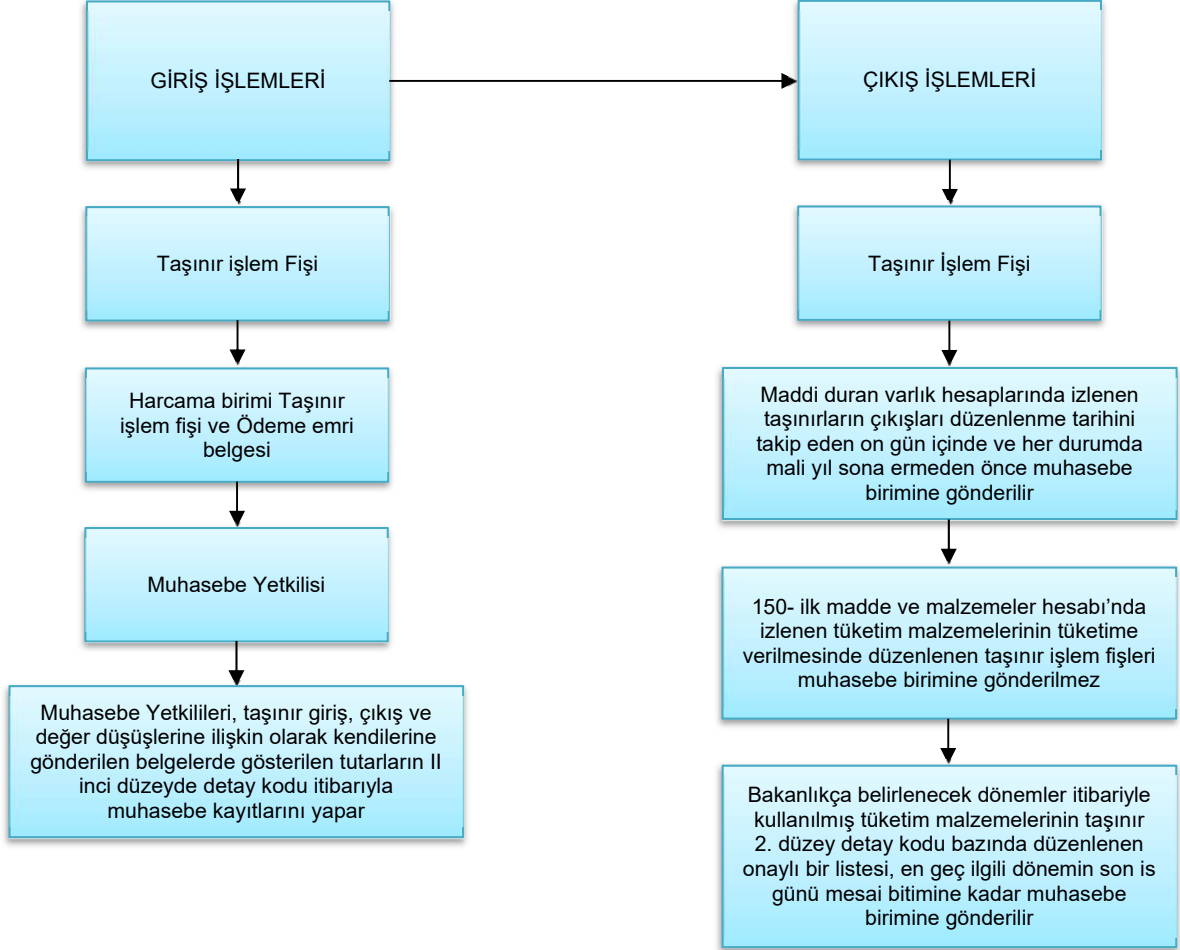 GİRİŞ İŞLEMLERİ
Taşınır işlem Fişi
Harcama birimi Taşınır
işlem fişi ve Ödeme emri
belgesi
Muhasebe Yetkilisi
Muhasebe Yetkilileri, taşınır giriş, çıkış ve
değer düşüşlerine ilişkin olarak kendilerine
gönderilen belgelerde gösterilen tutarların II
inci düzeyde detay kodu itibarıyla
muhasebe kayıtlarını yapar
ÇIKIŞ İŞLEMLERİ
Taşınır İşlem Fişi
Maddi duran varlık hesaplarında izlenen
taşınırların çıkışları düzenlenme tarihini
takip eden on gün içinde ve her durumda
mali yıl sona ermeden önce muhasebe
birimine gönderilir
150- ilk madde ve malzemeler hesabı’nda
izlenen tüketim malzemelerinin tüketime
verilmesinde düzenlenen taşınır işlem fişleri
muhasebe birimine gönderilmez
Bakanlıkça belirlenecek dönemler itibariyle
kullanılmış tüketim malzemelerinin taşınır
2. düzey detay kodu bazında düzenlenen
onaylı bir listesi, en geç ilgili dönemin son is
günü mesai bitimine kadar muhasebe
birimine gönderilir